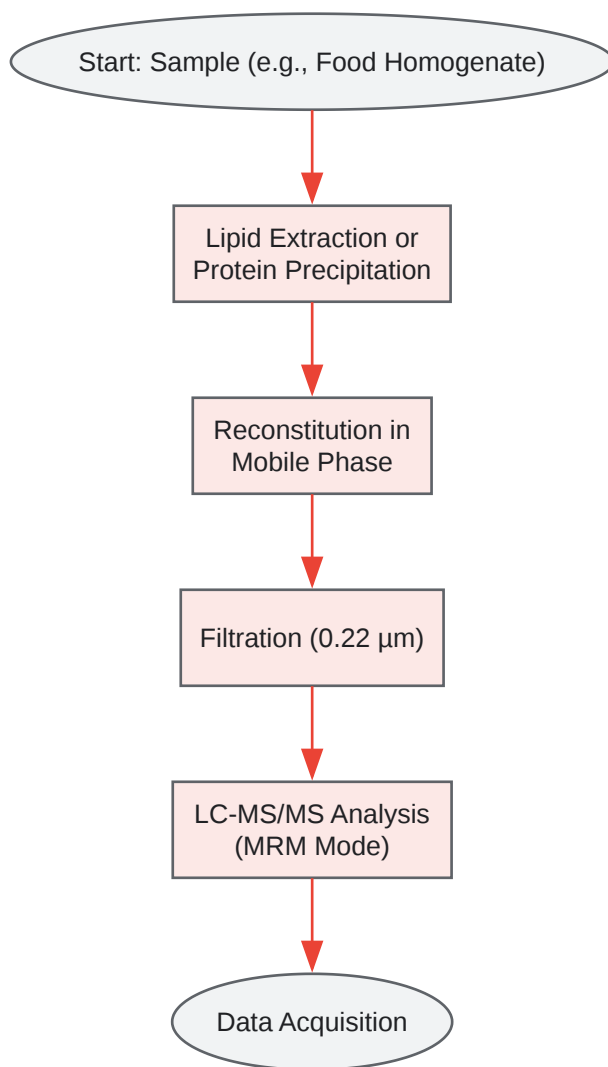 Start: Sample (e.g., Food Homogenate)
Lipid Extraction or
Protein Precipitation
Reconstitution in
Mobile Phase
Filtration (0.22 µm)
LC-MS/MS Analysis
(MRM Mode)
Data Acquisition